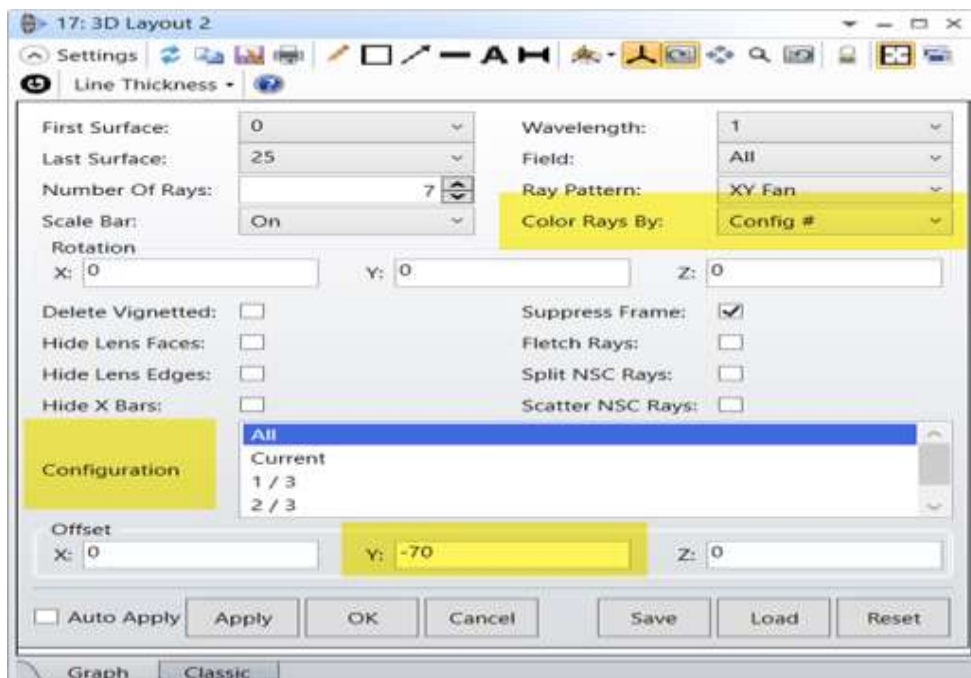 17: 3D Layout 2
Settings
Line Thickness
First Surface: 0 Wavelength: 1
Last Surface: 25 Field: All
Number Of Rays: 7 Ray Pattern: XY Fan
Scale Bar: On Color Rays By: Config #
Rotation
X: 0 Y: 0 Z: 0
Delete Vignetted: Suppress Frame:
Hide Lens Faces: Fletch Rays:
Hide Lens Edges: Split NSC Rays:
Hide X Bars: Scatter NSC Rays:
All
Current
Configuration
1 / 3
2 / 3
Offset
X: 0 Y: -70 Z: 0
Auto Apply Apply OK Cancel Save Load Reset
Graph Classic